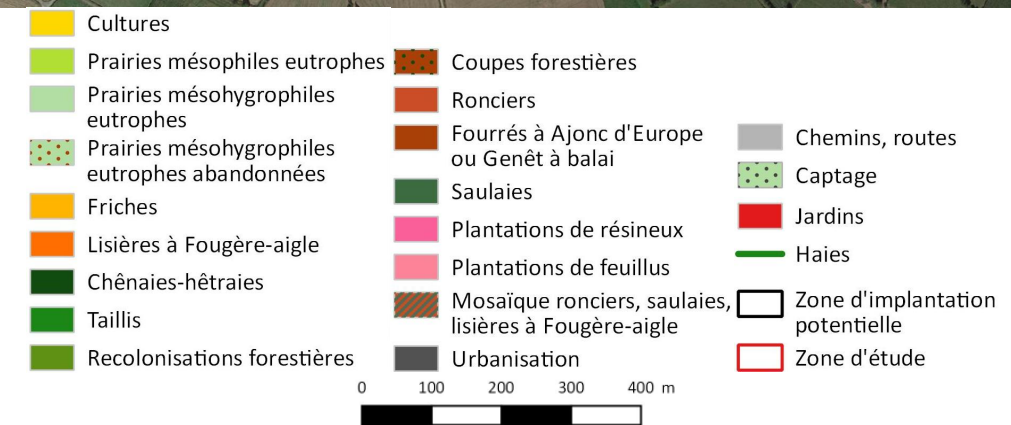 Cultures
Prairies mésophiles eutrophes
Prairies mésohygrophiles
eutrophes
Prairies mésohygrophiles
eutrophes abandonnées
Friches
Lisières à Fougère-aigle
Chênaies-hêtraies
Taillis
Recolonisations forestières
Coupes forestières
Ronciers
Fourrés à Ajonc d'Europe
ou Genêt à balai
Saulaies
Plantations de résineux
Plantations de feuillus
Mosaïque ronciers, saulaies,
lisières à Fougère-aigle
Urbanisation
Chemins, routes
Captage
Jardins
Haies
Zone d'implantation
potentielle
Zone d'étude
0 100 200 300 400 m